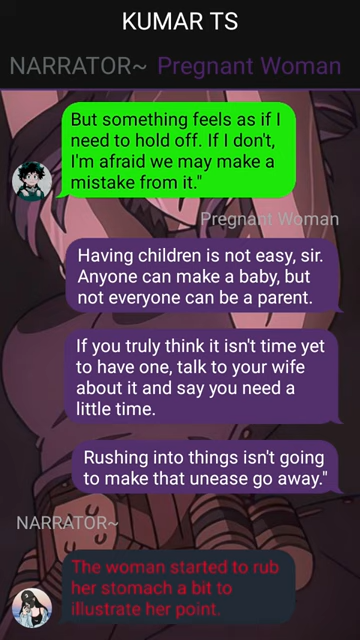 KUMAR TS
NARRATOR~ Pregnant Woman
But something feels as if I
need to hold off. If I don't,
I'm afraid we may make a
mistake from it."
Pregnant Woman
Having children is not easy, sir.
Anyone can make a baby, but
not everyone can be a parent.
If you truly think it isn't time yet
to have one, talk to your wife
about it and say you need a
little time.
Rushing into things isn't going
to make that unease go away."
NARRATOR~
The woman started to rub
her stomach a bit to
illustrate her point.